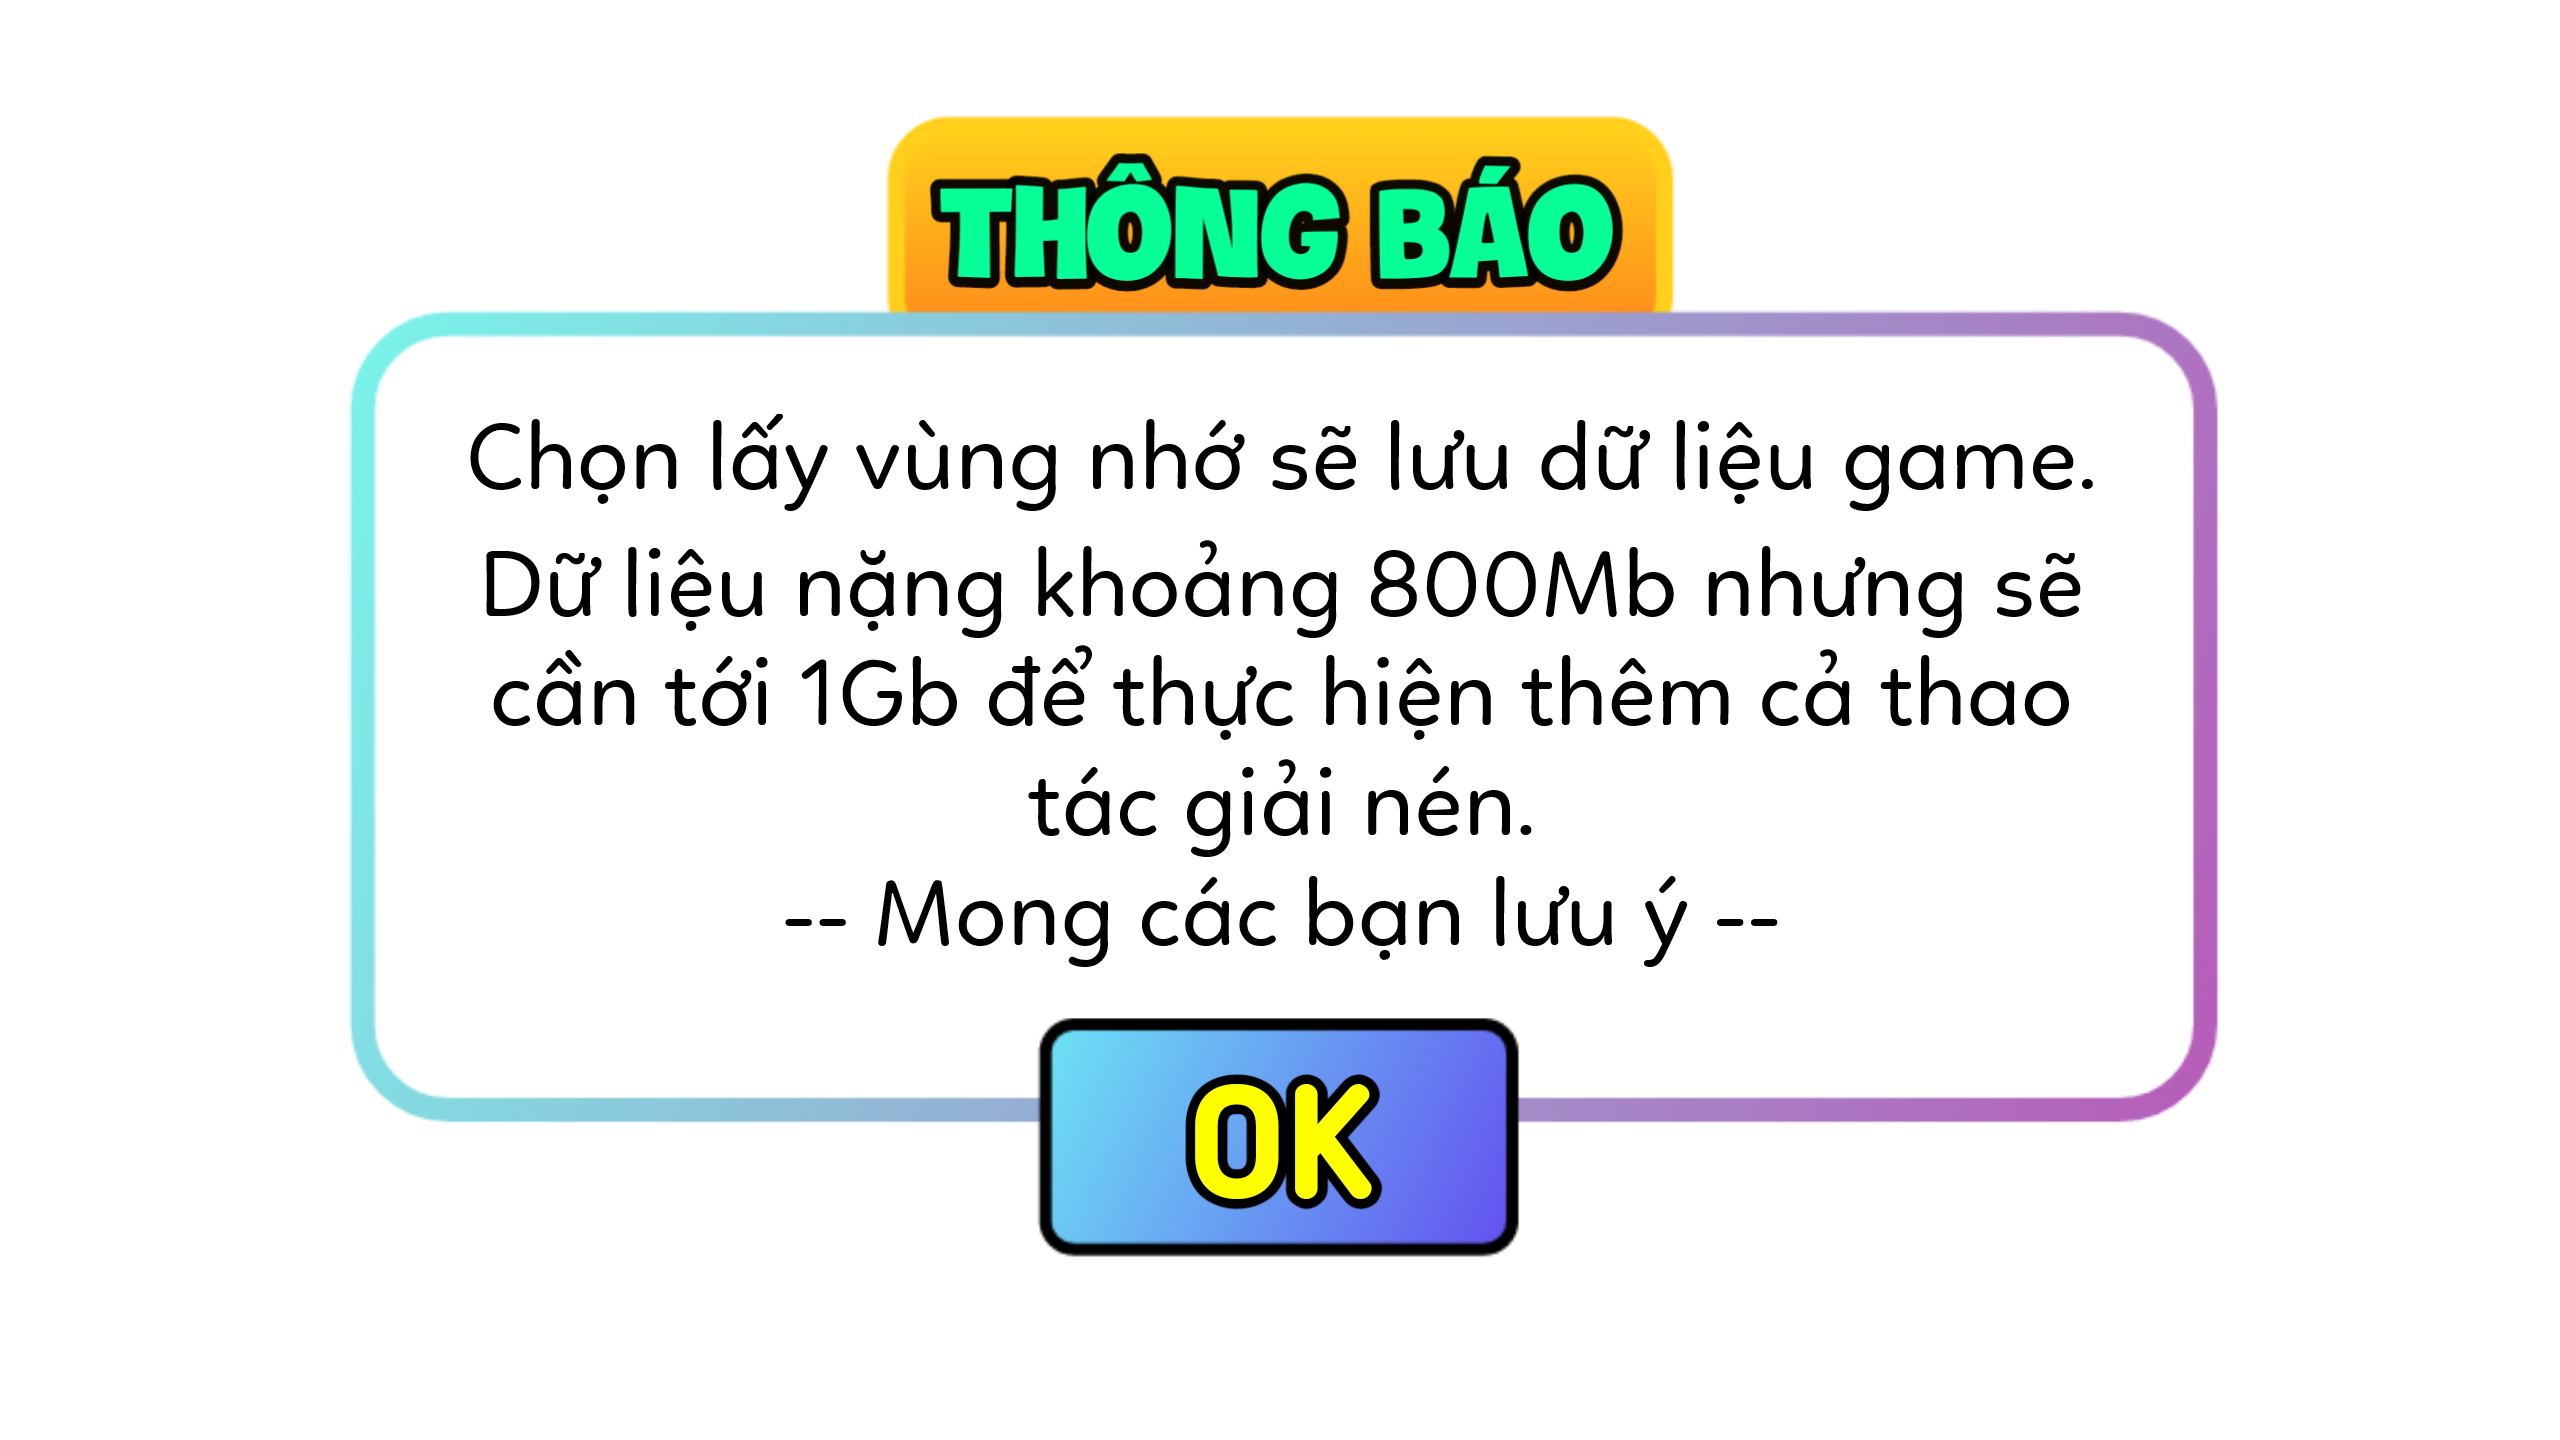 THÔNG BÁO
Chọn lấy vùng nhớ sẽ lưu dữ liệu game.
Dữ liệu nặng khoảng 800Mb nhưng sẽ
cần tới 1Gb để thực hiện thêm cả thao
tác giải nén.
-- Mong các bạn lưu ý --
OK